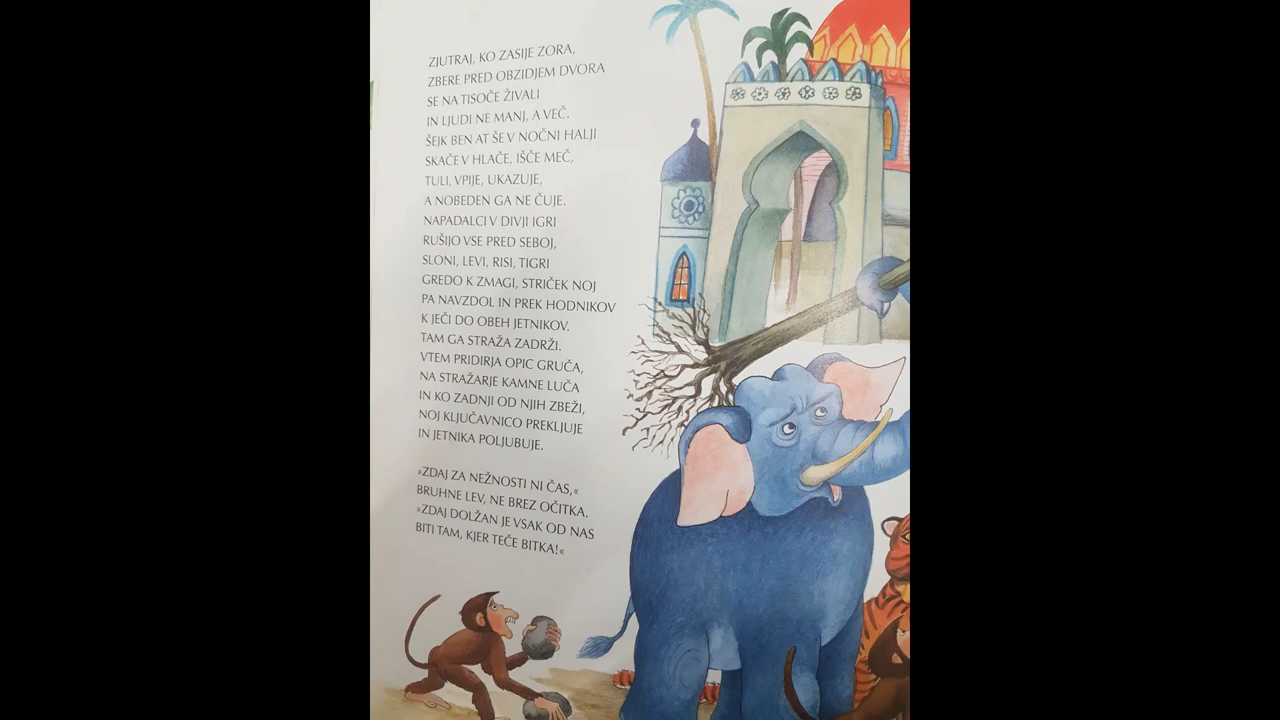 ZJUTRAJ, KO ZASIJE ZORA,
ZBERE PRED OBZIDJEM DVORA
SE NA TISOČE ŽIVALI
IN LJUDI NE MANJ, A VEČ.
ŠEJK BEN AT ŠE V NOČNI HALJI
SKAČE V HLAČE, IŠČE MEČ,
TULI, VPIJE, UKAZUJE,
A NOBEDEN GA NE ČUJE.
NAPADALCI V DIVJI IGRI
RUŠIJO VSE PRED SEBOJ,
SLONI, LEVI, RISI, TIGRI
GREDO K ZMAGI, STRIČEK NOJ
PA NAVZDOL IN PREK HODNIKOV
K JEČI DO OBEH JETNIKOV.
TAM GA STRAŽA ZADRŽI.
VTEM PRIDIRJA OPIC GRUČA,
NA STRAŽARJE KAMNE LUČA
IN KO ZADNJI OD NJIH ZBEŽI,
NOJ KLJUČAVNICO PREKLJUJE
IN JETNIKA POLJUBUJE.
»ZDAJ ZA NEŽNOSTI NI ČAS,«
BRUHNE LEV, NE BREZ OČITKA.
»ZDAJ DOLŽAN JE VSAK OD NAS
BITI TAM, KJER TEČE BITKA!«